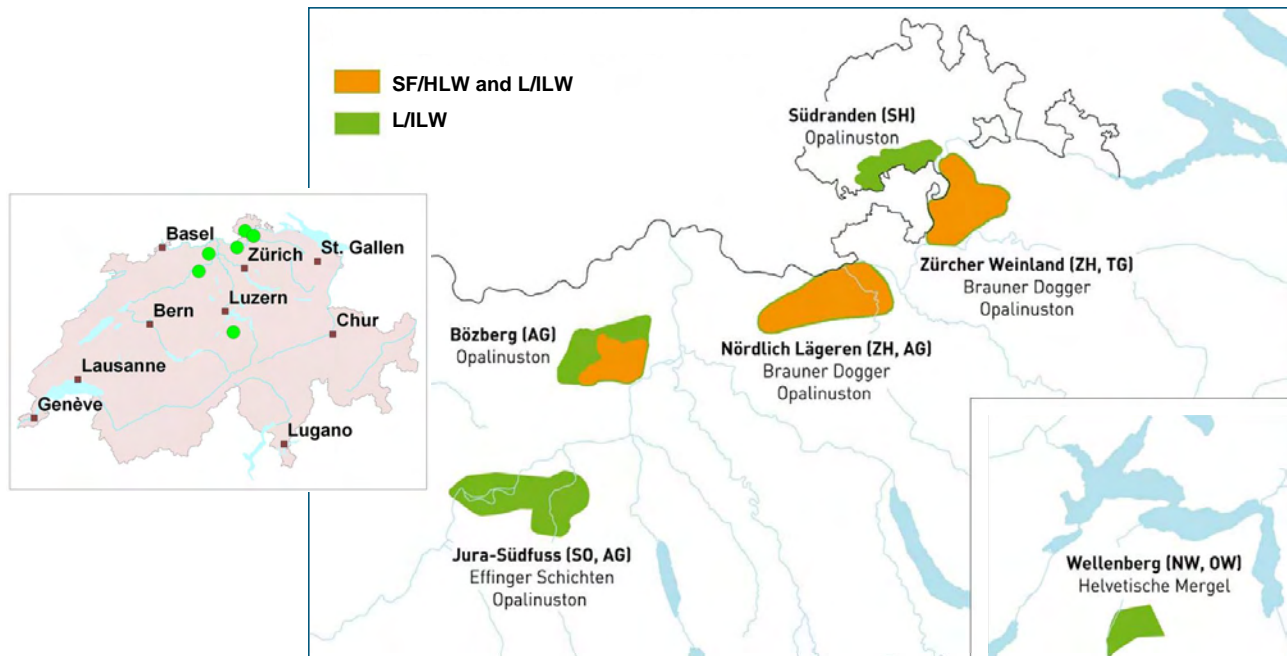 SF/HLW and L/ILW
L/ILW
Südranden (SH)
Opalinuston
Zürcher Weinland (ZH, TG)
Brauner Dogger
Opalinuston
Nördlich Lägeren (ZH, AG)
Brauner Dogger
Opalinuston
Bözberg (AG)
Opalinuston
Jura-Südfuss (SO, AG)
Effinger Schichten
Opalinuston
Wellenberg (NW, OW)
Helvetische Mergel
Basel
Zürich
St. Gallen
Luzern
Bern
Chur
Lausanne
Genève
Lugano